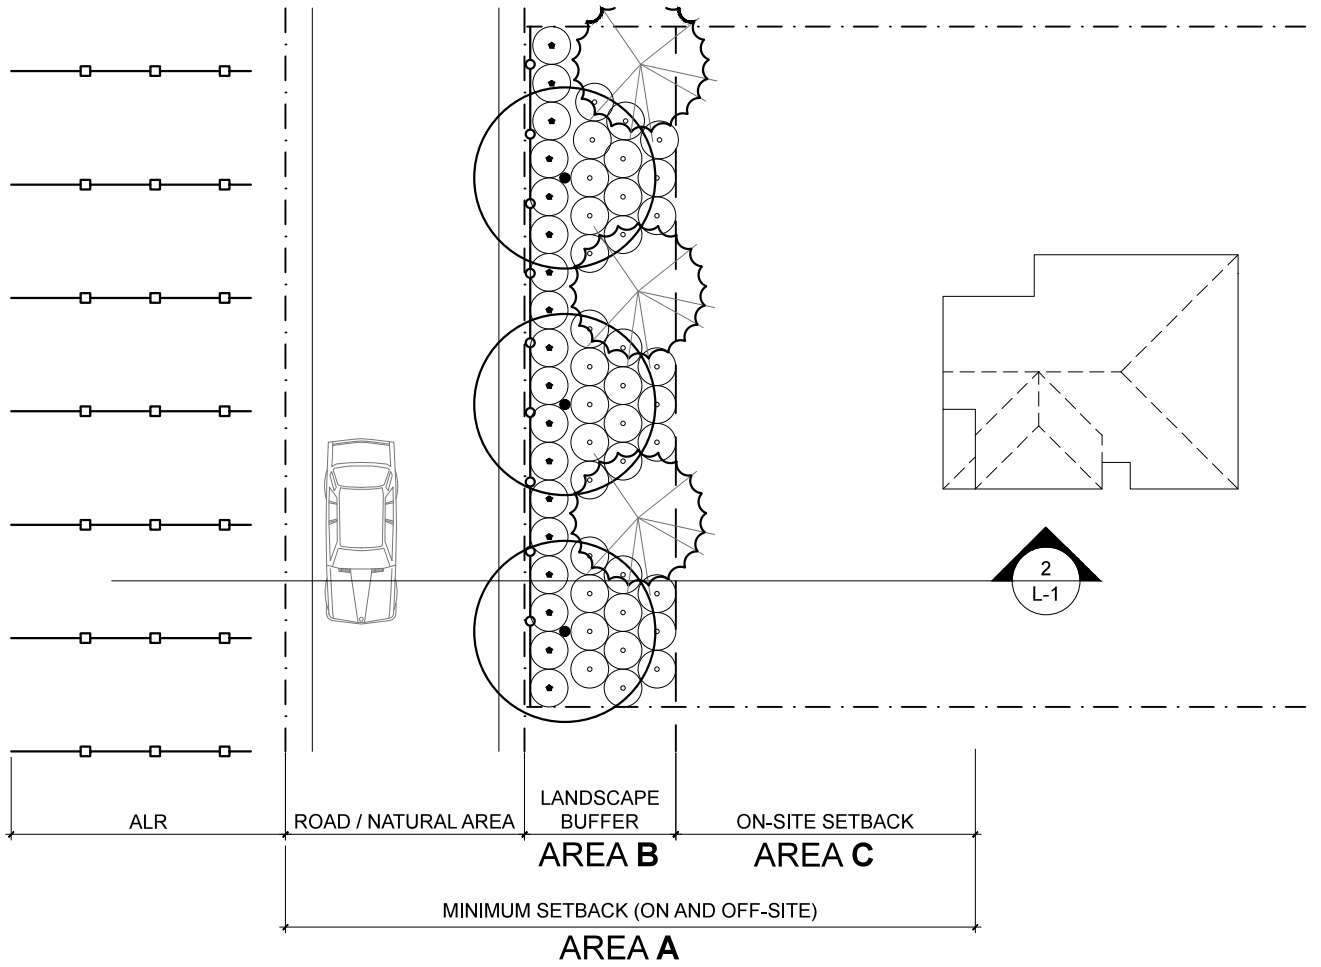 2
L-1
ALR
ROAD / NATURAL AREA
LANDSCAPE
BUFFER
AREA B
ON-SITE SETBACK
AREA C
MINIMUM SETBACK (ON AND OFF-SITE)
AREA A